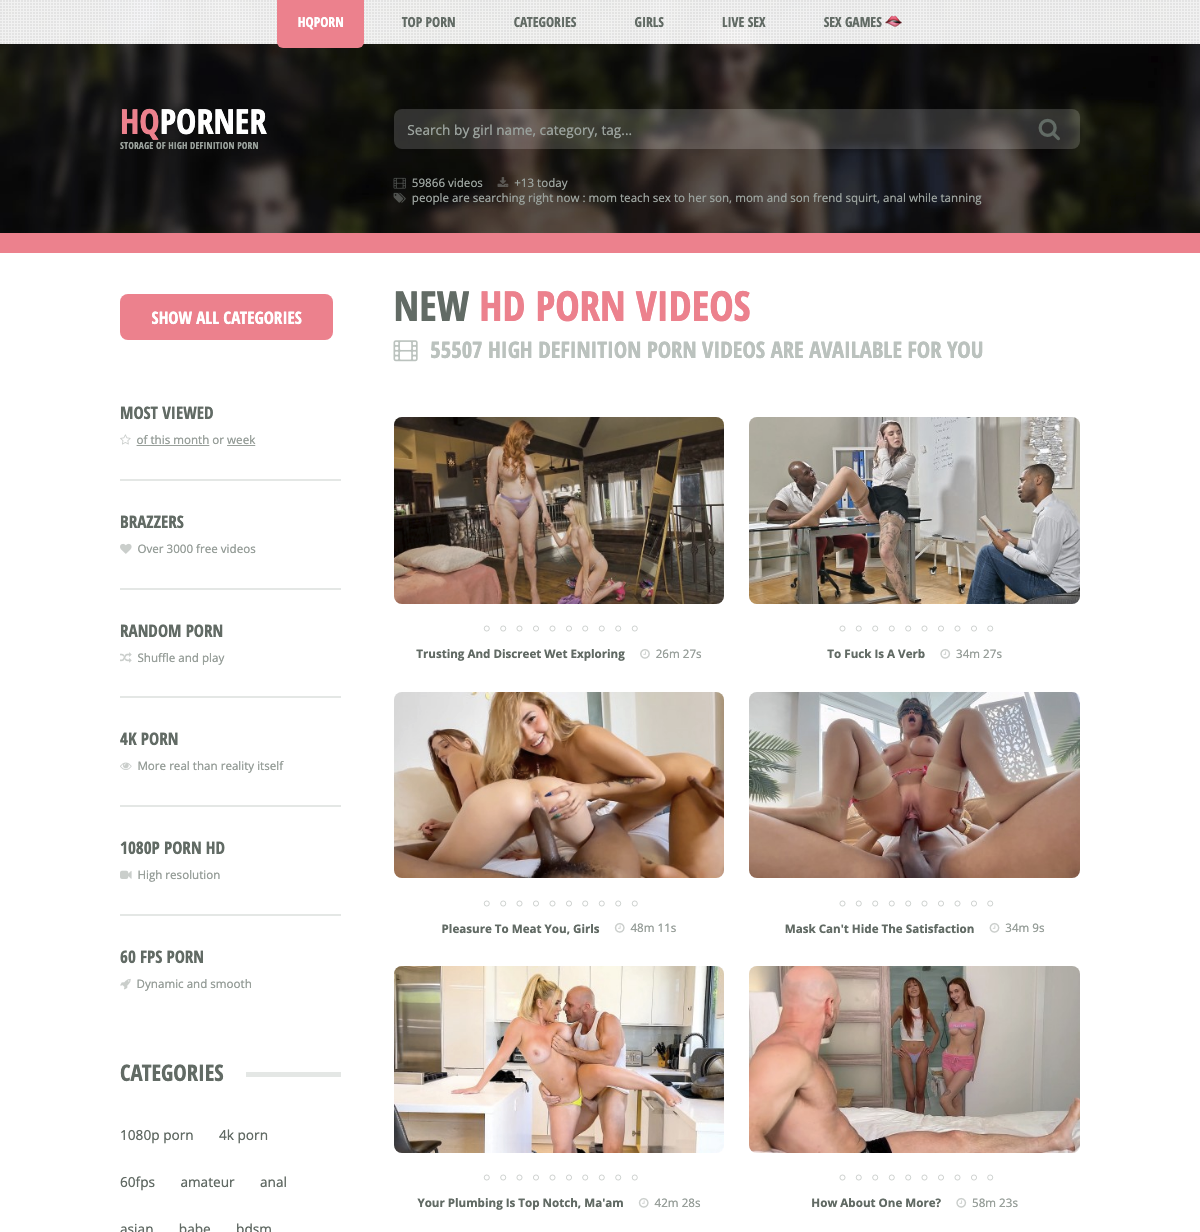 HQPORN TOP PORN CATEGORIES GIRLS LIVE SEX SEX GAMES
HQPORNER
STORAGE OF HIGH DEFINITION PORN
Search by girl name, category, tag...
59866 videos +13 today
people are searching right now : mom teach sex to her son, mom and son frend squirt, anal while tanning
SHOW ALL CATEGORIES
MOST VIEWED
of this month or week
BRAZZERS
Over 3000 free videos
RANDOM PORN
Shuffle and play
4K PORN
More real than reality itself
1080P PORN HD
High resolution
60 FPS PORN
Dynamic and smooth
CATEGORIES
1080p porn 4k porn
60fps amateur anal
asian babe bdsm
NEW HD PORN VIDEOS
55507 HIGH DEFINITION PORN VIDEOS ARE AVAILABLE FOR YOU
Trusting And Discreet Wet Exploring 26m 27s
To Fuck Is A Verb 34m 27s
Pleasure To Meat You, Girls 48m 11s
Mask Can't Hide The Satisfaction 34m 9s
Your Plumbing Is Top Notch, Ma'am 42m 28s
How About One More? 58m 23s